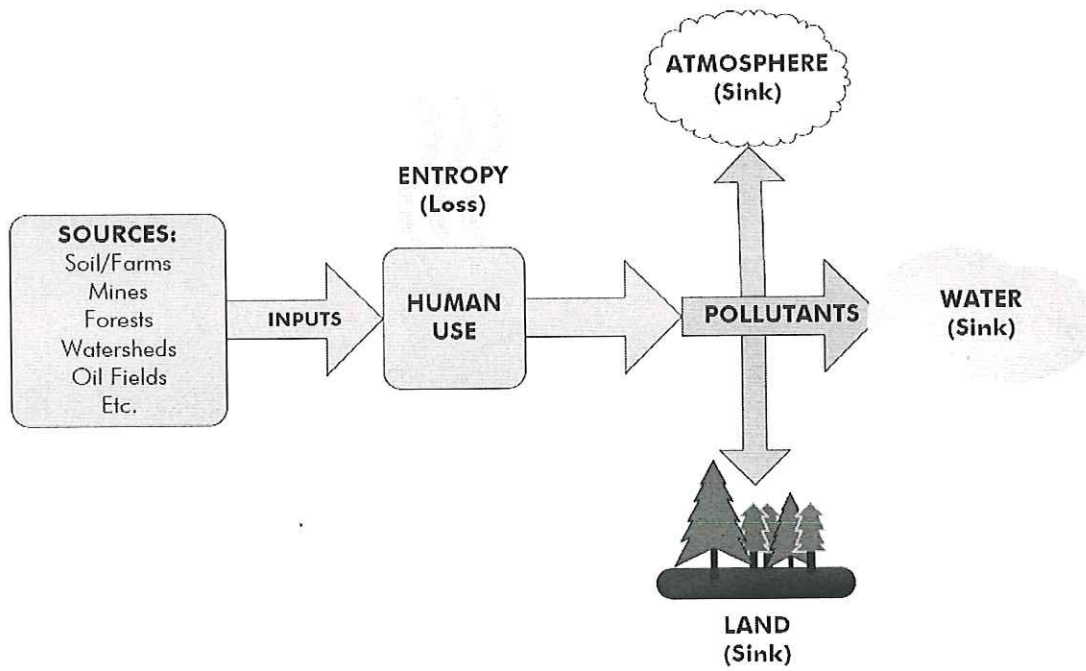 ATMOSPHERE
(Sink)
ENTROPY
(Loss)
SOURCES:
Soil/Farms
Mines
Forests
Watersheds
Oil Fields
Etc.
INPUTS
HUMAN
USE
POLLUTANTS
WATER
(Sink)
LAND
(Sink)